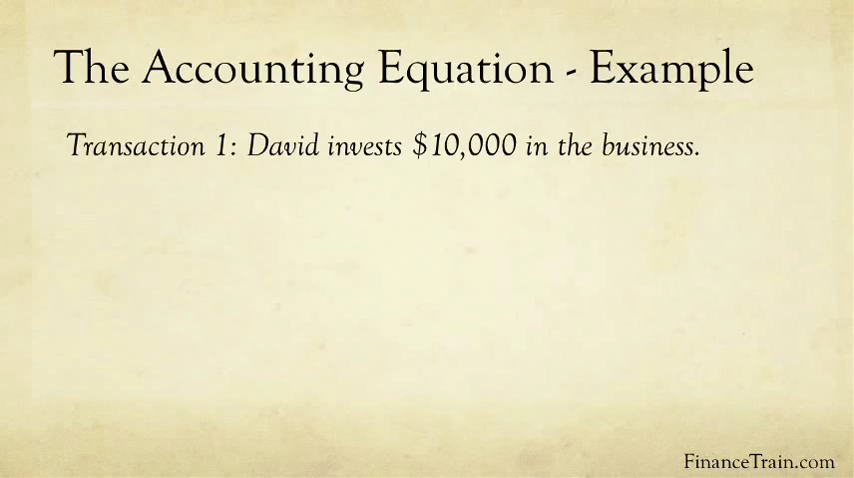 The Accounting Equation - Example
Transaction 1: David invests $10,000 in the business.
FinanceTrain.com